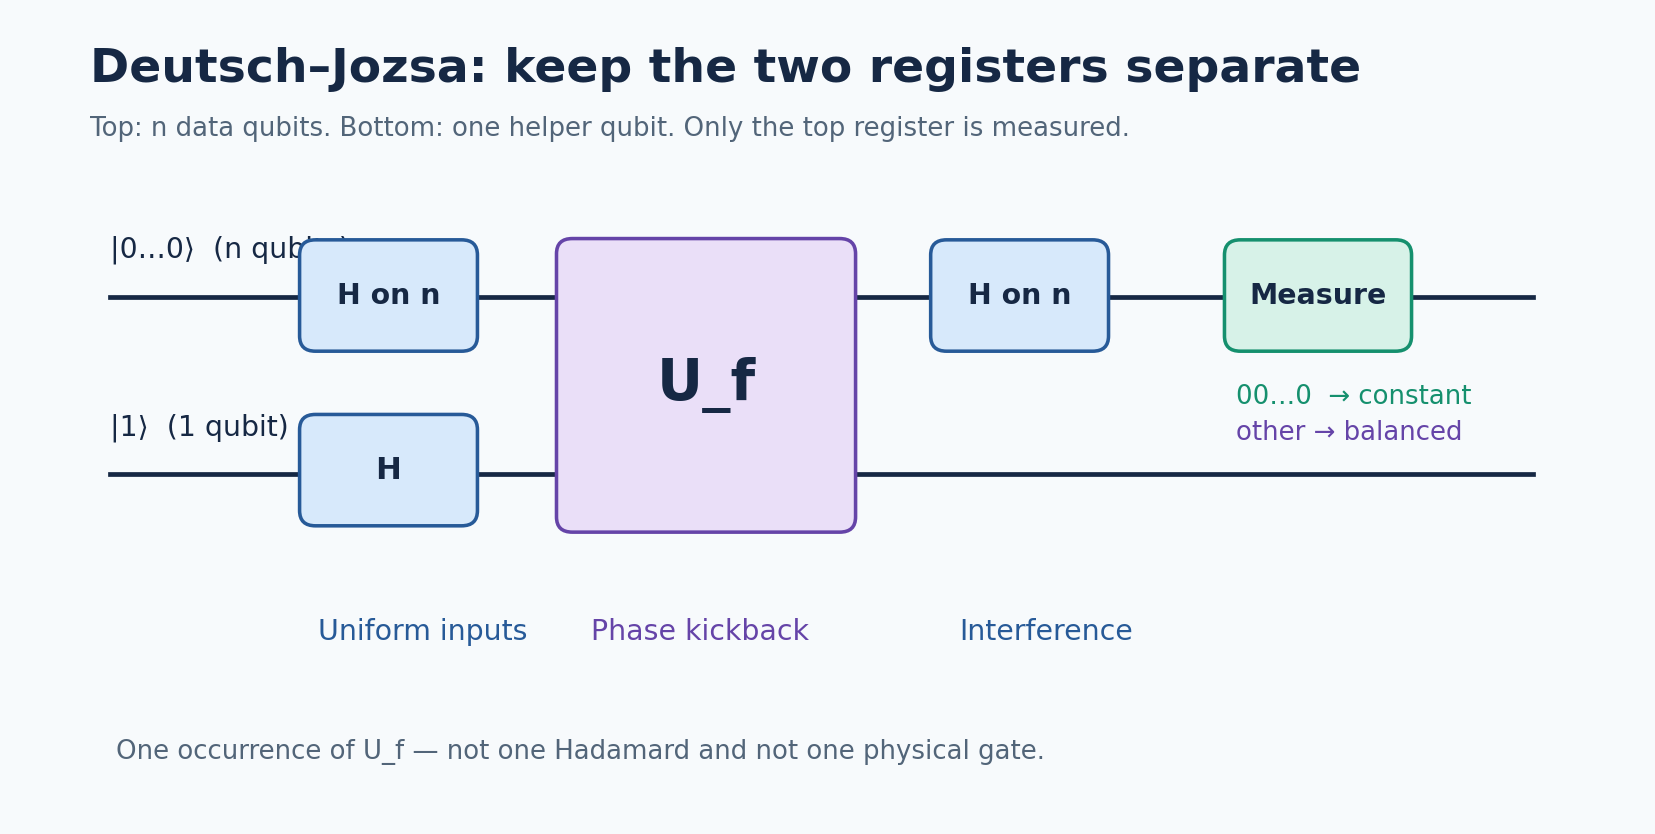 Deutsch–Jozsa: keep the two registers separate
Top: n data qubits. Bottom: one helper qubit. Only the top register is measured.
|0…0⟩ (n qub
H on n
H on n
Measure
U_f
00…0 → constant
other → balanced
|1⟩ (1 qubit)
H
Uniform inputs
Phase kickback
Interference
One occurrence of U_f — not one Hadamard and not one physical gate.